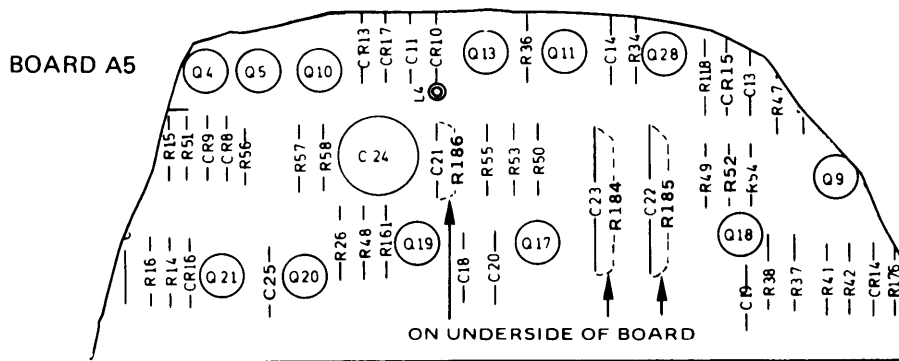 BOARD A5
Q4
Q5
Q10
CR13
CR17
C11
CR10
L4
Q13
R36
Q11
C14
R34
Q28
R118
CR15
C13
R47
R15
R51
CR9
CR8
R56
R57
R58
C24
C21
R186
R55
R53
R50
C23
R184
C22
R185
R49
R52
R54
Q9
R16
R14
CR16
Q21
C25
Q20
R26
R48
R161
Q19
C18
C20
Q17
Q18
C19
R38
R37
R41
R42
CR14
R176
ON UNDERSIDE OF BOARD